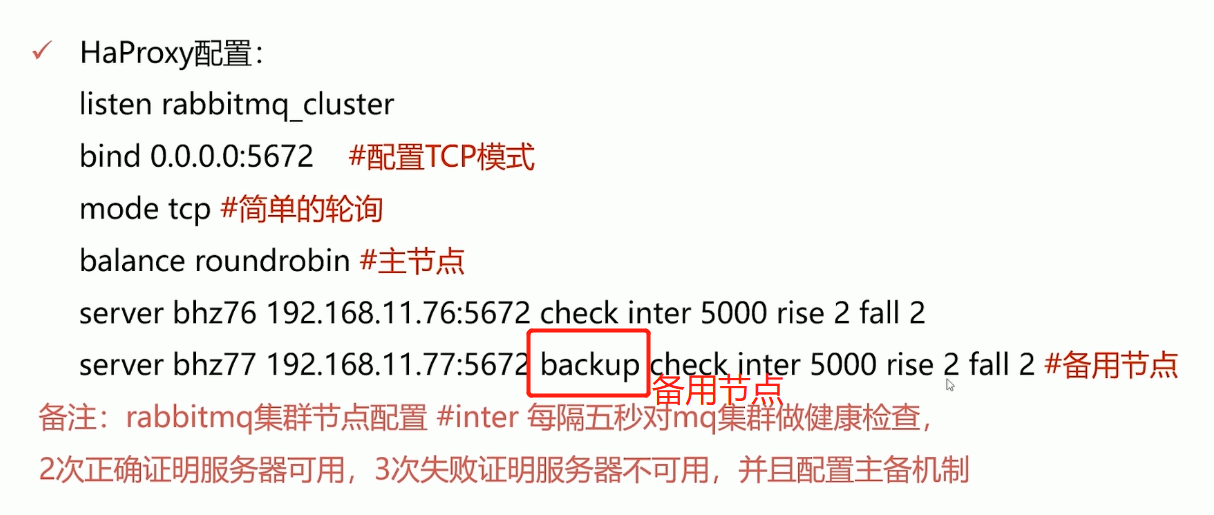 ✓ HaProxy配置：
listen rabbitmq_cluster
bind 0.0.0.0:5672 #配置TCP模式
mode tcp #简单的轮询
balance roundrobin #主节点
server bhz76 192.168.11.76:5672 check inter 5000 rise 2 fall 2
server bhz77 192.168.11.77:5672 backup check inter 5000 rise 2 fall 2 #备用节点
备用节点
备注：rabbitmq集群节点配置 #inter 每隔五秒对mq集群做健康检查，
2次正确证明服务器可用，3次失败证明服务器不可用，并且配置主备机制